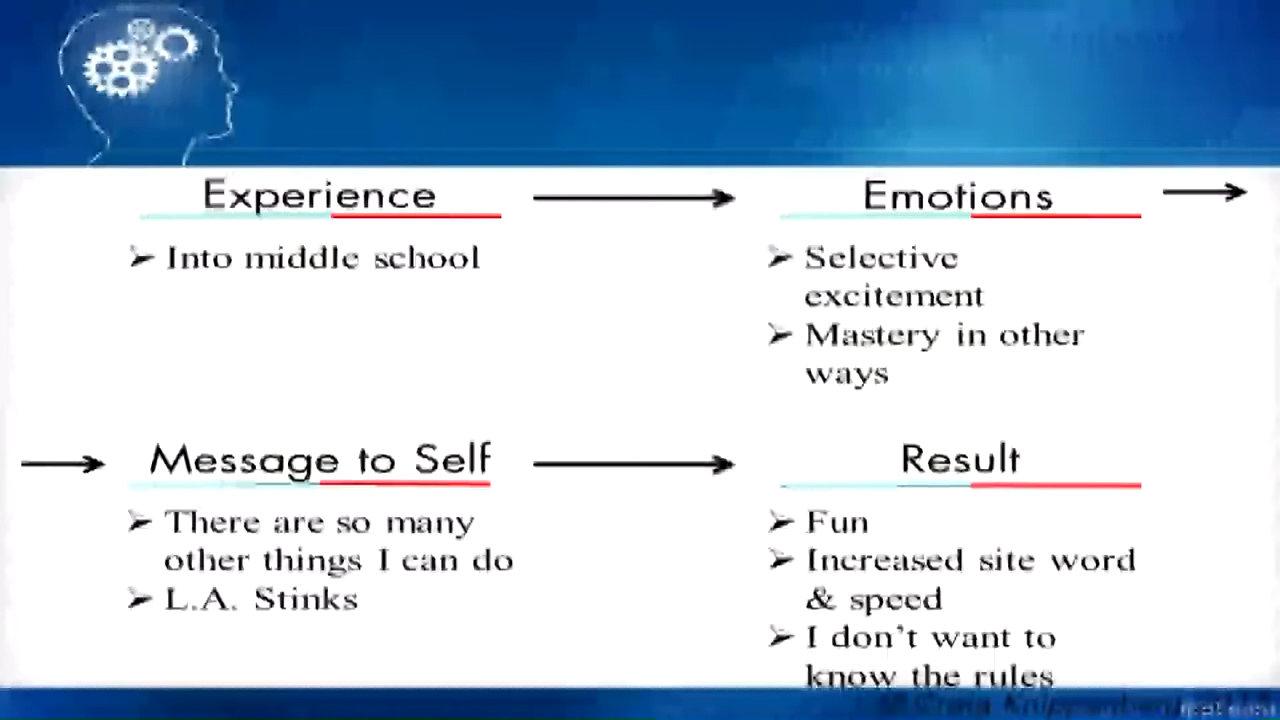 Experience
➢ Into middle school
Emotions
➢ Selective
excitement
➢ Mastery in other
ways
Message to Self
➢ There are so many
other things I can do
➢ L.A. Stinks
Result
➢ Fun
➢ Increased site word
& speed
➢ I don't want to
know the rules